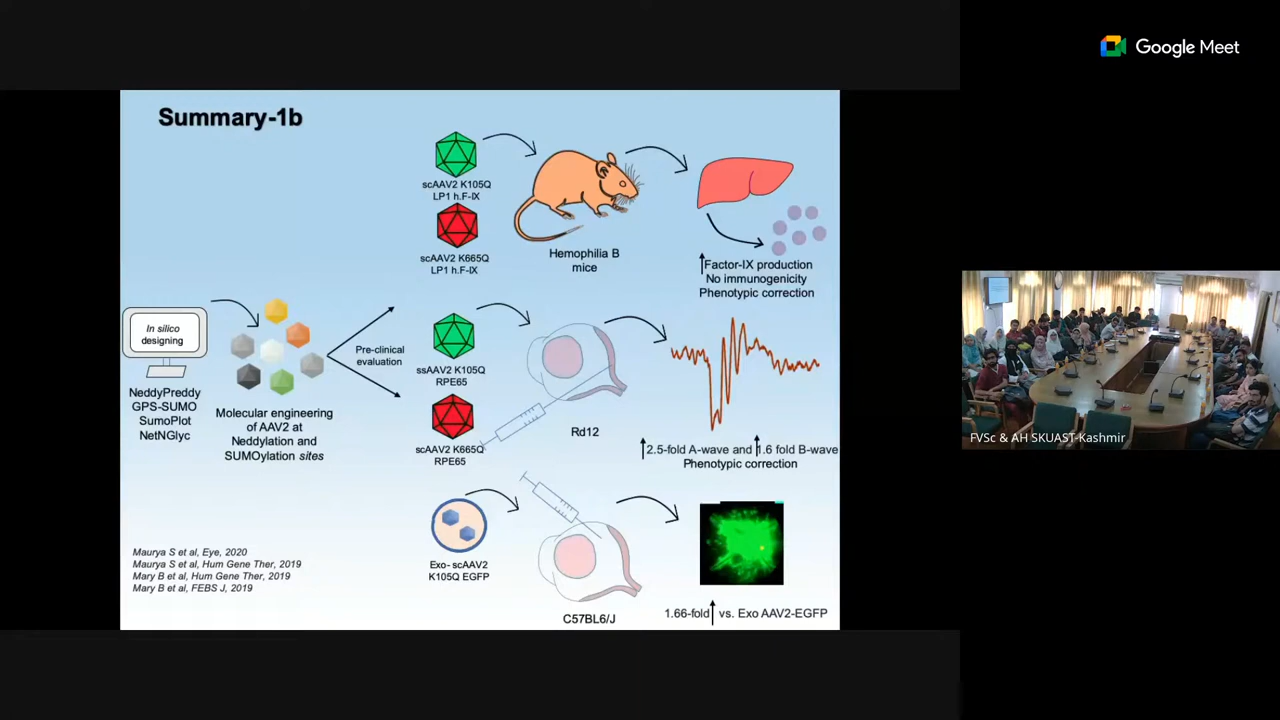 Google Meet
Summary-1b
scAAV2 K105Q
LP1 h.F-IX
scAAV2 K665Q
LP1 h.F-IX
Hemophilia B
mice
Factor-IX production
No immunogenicity
Phenotypic correction
In silico
designing
NeddyPreddy
GPS-SUMO
SumoPlot
NetNGlyc
Molecular engineering
of AAV2 at
Neddylation and
SUMOylation sites
Pre-clinical
evaluation
ssAAV2 K105Q
RPE65
scAAV2 K665Q
RPE65
Rd12
2.5-fold A-wave and 1.6 fold B-wave
Phenotypic correction
Exo- scAAV2
K105Q EGFP
C57BL6/J
1.66-fold vs. Exo AAV2-EGFP
Maurya S et al, Eye, 2020
Maurya S et al, Hum Gene Ther, 2019
Mary B et al, Hum Gene Ther, 2019
Mary B et al, FEBS J, 2019
FVSc & AH SKUAST-Kashmir